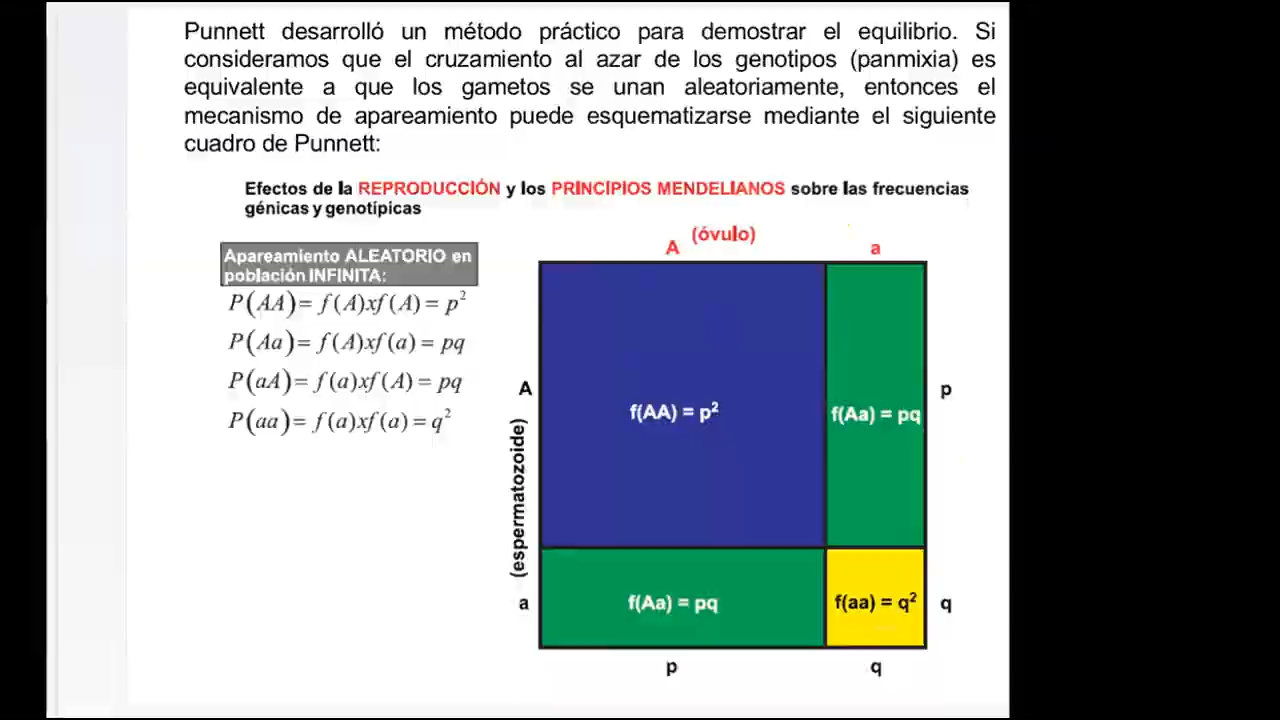 Punnett desarrolló un método práctico para demostrar el equilibrio. Si
consideramos que el cruzamiento al azar de los genotipos (panmixia) es
equivalente a que los gametos se unan aleatoriamente, entonces el
mecanismo de apareamiento puede esquematizarse mediante el siguiente
cuadro de Punnett:
Efectos de la REPRODUCCIÓN y los PRINCIPIOS MENDELIANOS sobre las frecuencias
génicas y genotípicas
Apareamiento ALEATORIO en
población INFINITA:
P(AA)= f(A)xf(A) = p²
P(Aa)= f(A)xf(a) = pq
P(aA)= f(a)xf(A) = pq
P(aa)= f(a)xf(a) = q²
(óvulo)
A a
A
(espermatozoide)
a
f(AA) = p²
f(Aa) = pq
p
f(Aa) = pq
f(aa) = q²
q
p q